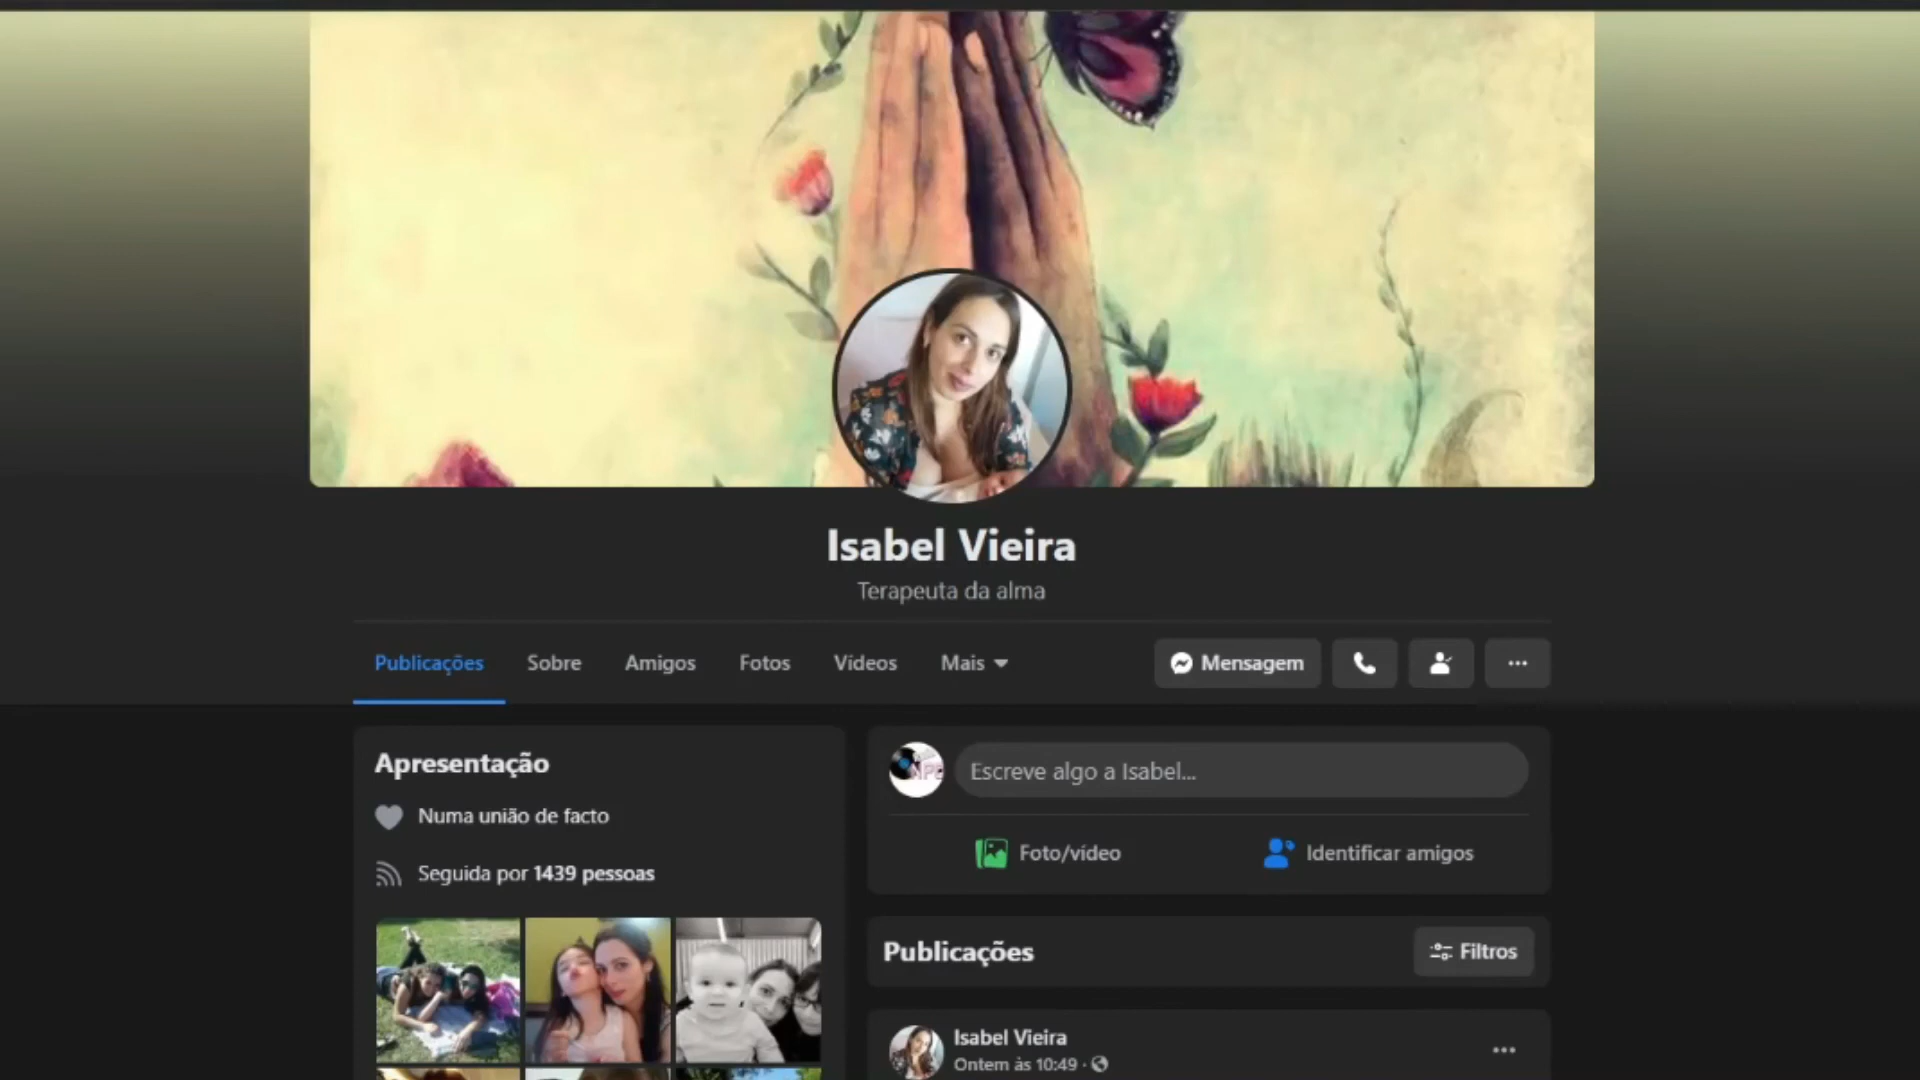 Isabel Vieira
Terapeuta da alma
Publicações
Sobre
Amigos
Fotos
Vídeos
Mais
Mensagem
Apresentação
Numa união de facto
Seguida por 1439 pessoas
Escreve algo a Isabel...
Foto/vídeo
Identificar amigos
Publicações
Filtros
Isabel Vieira
Ontem às 10:49 ·